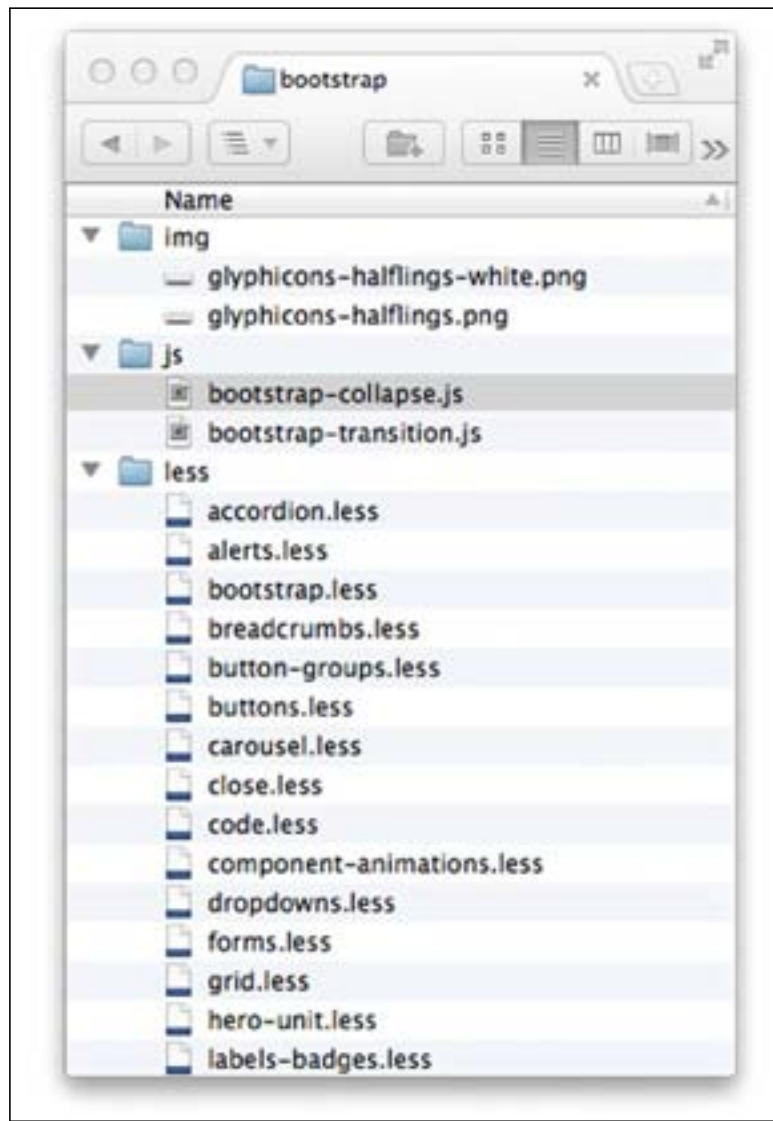 bootstrap
Name
img
glyphicons-halflings-white.png
glyphicons-halflings.png
js
bootstrap-collapse.js
bootstrap-transition.js
less
accordion.less
alerts.less
bootstrap.less
breadcrumbs.less
button-groups.less
buttons.less
carousel.less
close.less
code.less
component-animations.less
dropdowns.less
forms.less
grid.less
hero-unit.less
labels-badges.less